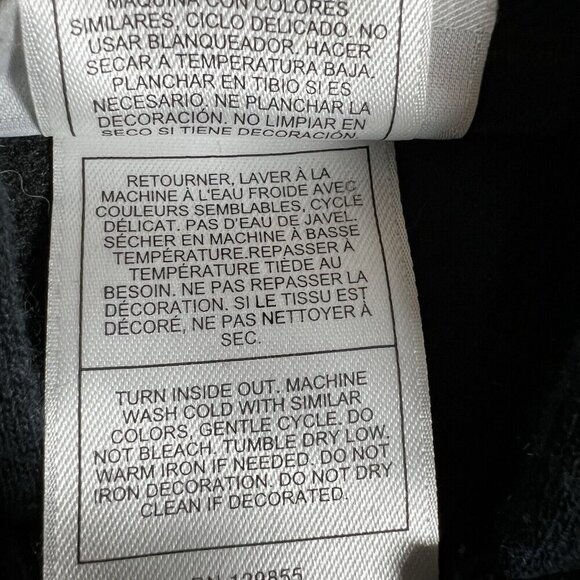 MAQUINA CON COLORES
SIMILARES, CICLO DELICADO. NO
USAR BLANQUEADOR. HACER
SECAR A TEMPERATURA BAJA.
PLANCHAR EN TIBIO SI ES
NECESARIO. NE PLANCHAR LA
DECORACIÓN. NO LIMPIAR EN
SECO SI TIENE DECORACIÓN.
RETOURNER, LAVER À LA
MACHINE À L'EAU FROIDE AVEC
COULEURS SEMBLABLES, CYCLE
DÉLICAT. PAS D'EAU DE JAVEL.
SÉCHER EN MACHINE À BASSE
TEMPÉRATURE.REPASSER À
TEMPÉRATURE TIÈDE AU
BESOIN. NE PAS REPASSER LA
DÉCORATION. SI LE TISSU EST
DÉCORÉ, NE PAS NETTOYER À
SEC.
TURN INSIDE OUT. MACHINE
WASH COLD WITH SIMILAR
COLORS, GENTLE CYCLE. DO
NOT BLEACH. TUMBLE DRY LOW.
WARM IRON IF NEEDED. DO NOT
IRON DECORATION. DO NOT DRY
CLEAN IF DECORATED.
RN 129855